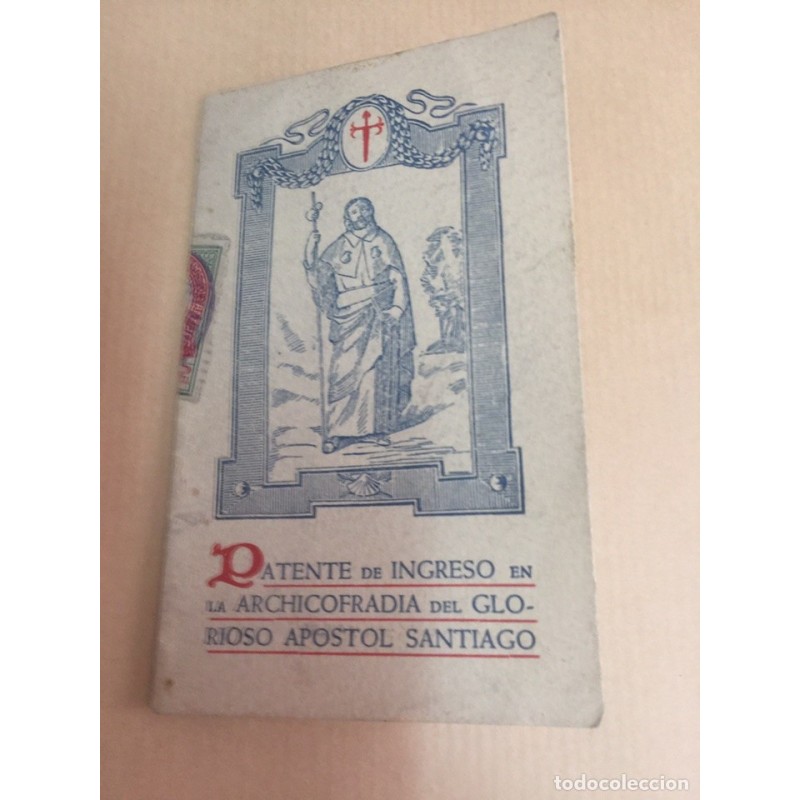 PATENTE DE INGRESO EN
LA ARCHICOFRADIA DEL GLO-
RIOSO APOSTOL SANTIAGO
todocoleccion